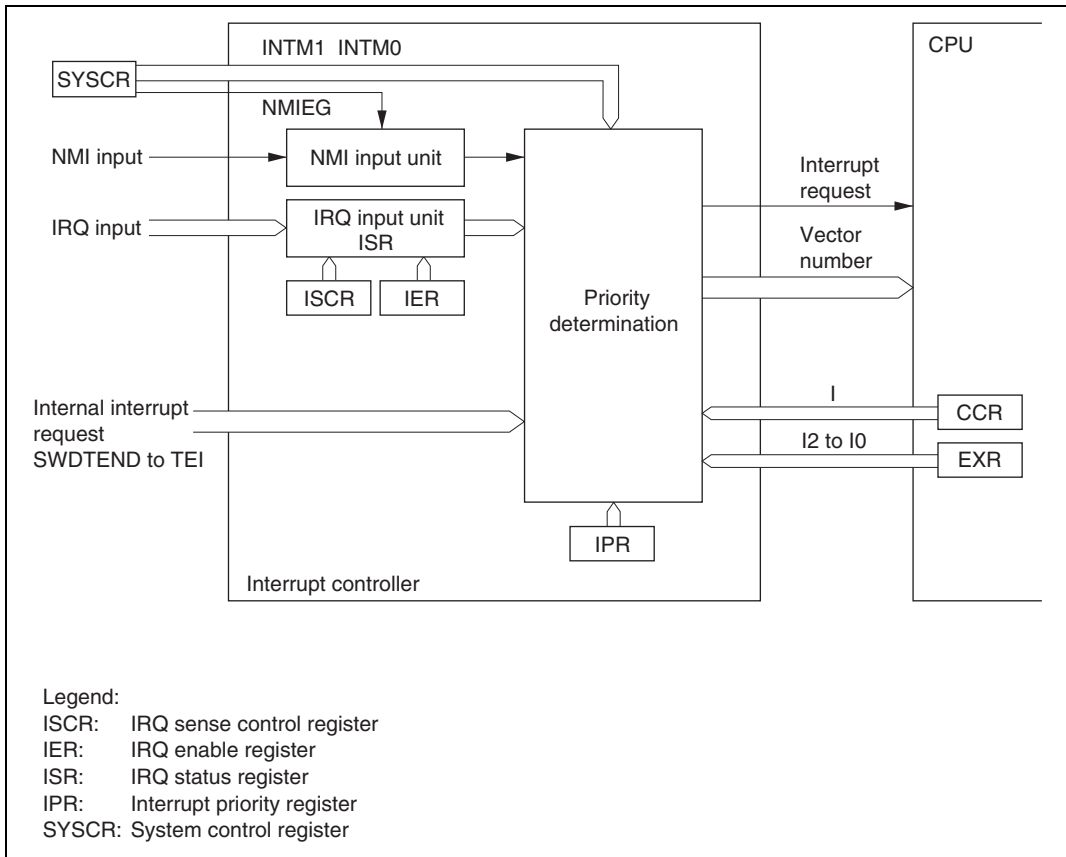 INTM1 INTM0
CPU
SYSCR
NMIEG
NMI input
NMI input unit
Interrupt
request
IRQ input
IRQ input unit
ISR
Vector
number
ISCR
IER
Priority
determination
Internal interrupt
request
SWDTEND to TEI
I
CCR
I2 to I0
EXR
IPR
Interrupt controller
Legend:
ISCR: IRQ sense control register
IER: IRQ enable register
ISR: IRQ status register
IPR: Interrupt priority register
SYSCR: System control register